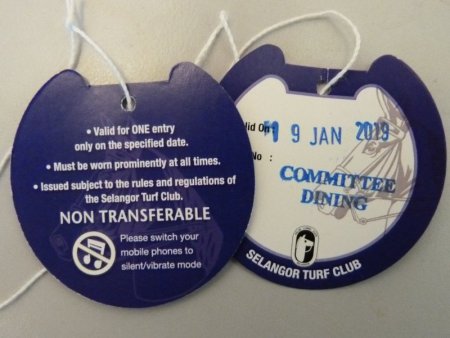 • Valid for ONE entry
only on the specified date.
• Must be worn prominently at all times.
• Issued subject to the rules and regulations of
the Selangor Turf Club.
NON TRANSFERABLE
Please switch your
mobile phones to
silent/vibrate mode
lid On: 19 JAN 2019
No :
COMMITTEE
DINING
SELANGOR TURF CLUB